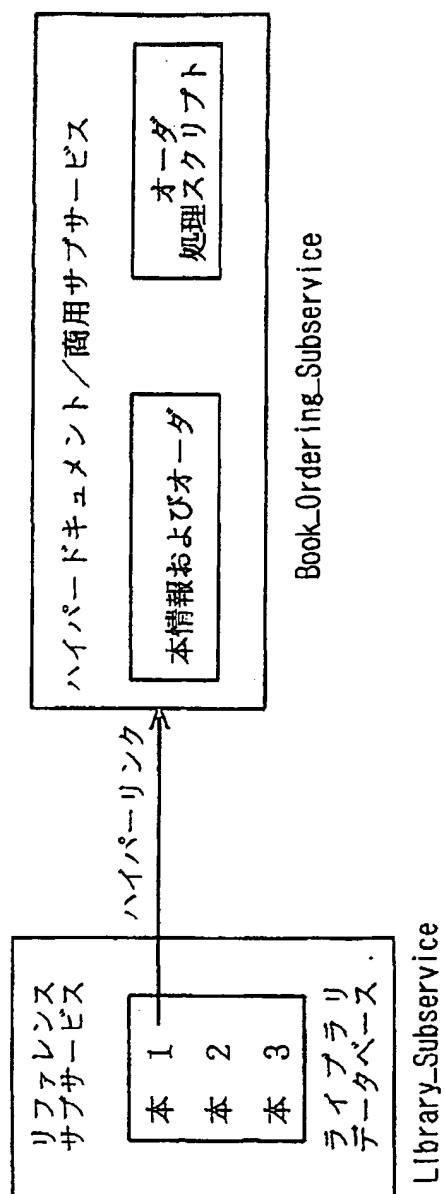 リファレンス
サブサービス
本 1
本 2
本 3
ライブラリ
データベース
Library_Subservice
ハイパーリンク
ハイパードキュメント／商用サブサービス
本情報およびオーダ
オーダ
処理スクリプト
Book_Ordering_Subservice